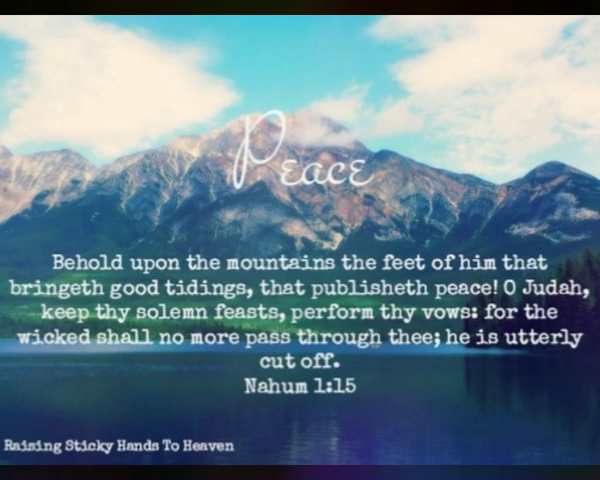 Peace
Behold upon the mountains the feet of him that
bringeth good tidings, that publisheth peace! O Judah,
keep thy solemn feasts, perform thy vows: for the
wicked shall no more pass through thee; he is utterly
cut off.
Nahum 1:15
Raising Sticky Hands To Heaven